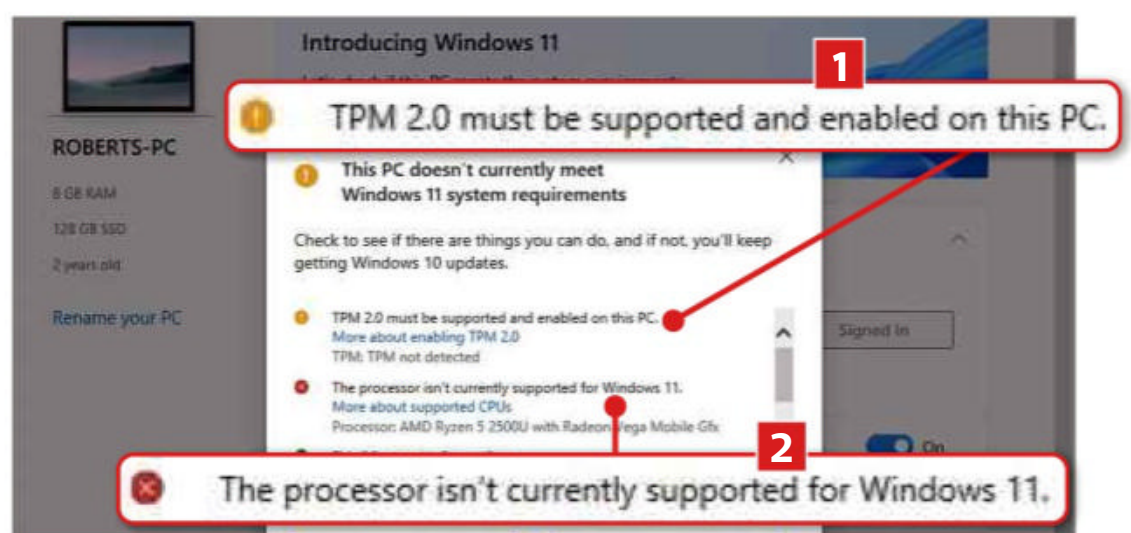 Introducing Windows 11
1
TPM 2.0 must be supported and enabled on this PC.
ROBERTS-PC
8 GB RAM
128 GB SSD
2 years old
Rename your PC
This PC doesn't currently meet
Windows 11 system requirements
Check to see if there are things you can do, and if not, you'll keep
getting Windows 10 updates.
TPM 2.0 must be supported and enabled on this PC.
More about enabling TPM 2.0
TPM: TPM not detected
The processor isn't currently supported for Windows 11.
More about supported CPUs
Processor: AMD Ryzen 5 2500U with Radeon Vega Mobile Gfx
Signed in
On
2
The processor isn't currently supported for Windows 11.